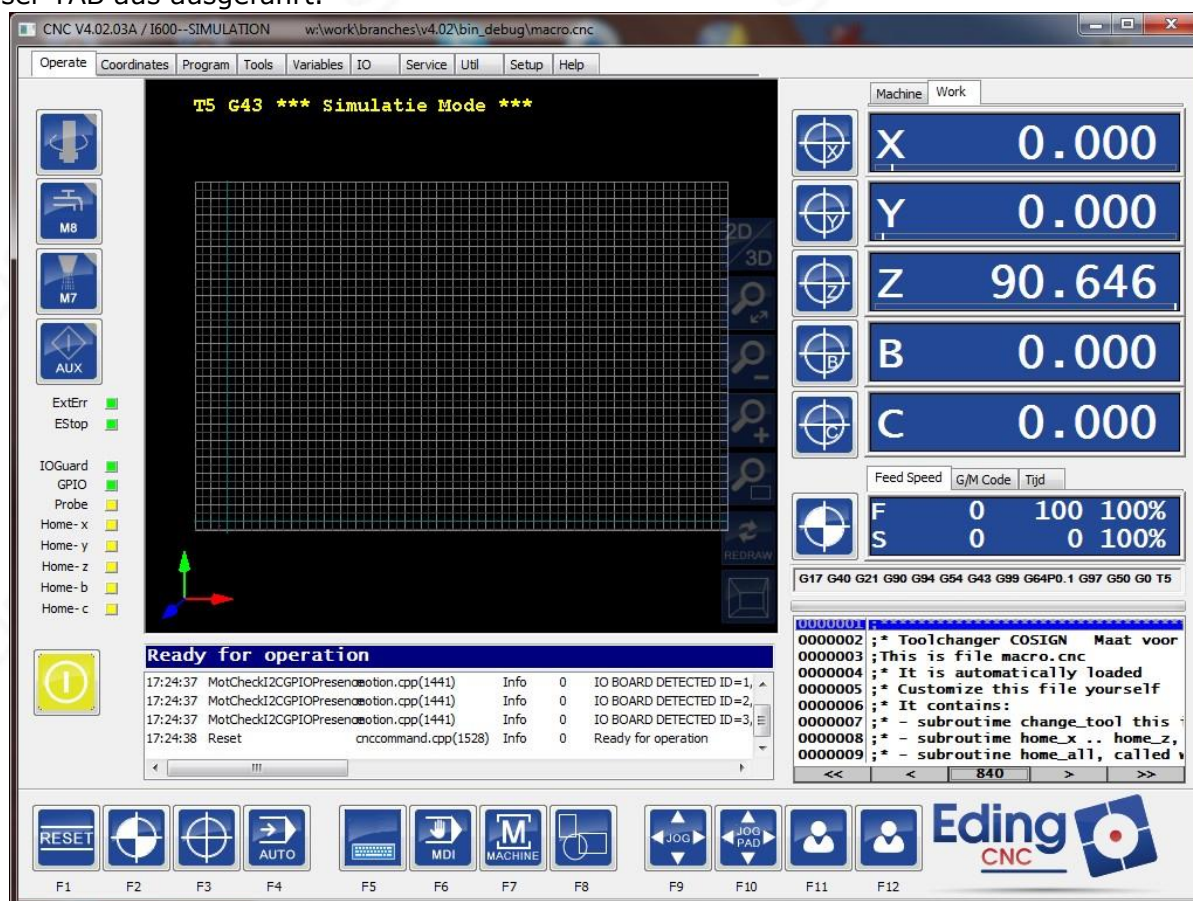 ser TAB aus ausgeführt.
CNC V4.02.03A / I600--SIMULATION w:\work\branches\v4.02\bin_debug\macro.cnc
Operate Coordinates Program Tools Variables IO Service Util Setup Help
T5 G43 *** Simulatie Mode ***
Machine Work
X 0.000
Y 0.000
Z 90.646
B 0.000
C 0.000
M8
M7
AUX
ExtErr
EStop
IOGuard
GPIO
Probe
Home-x
Home-y
Home-z
Home-b
Home-c
2D/3D
REDRAW
Feed Speed G/M Code Tijd
F 0 100 100%
S 0 0 100%
G17 G40 G21 G90 G94 G54 G43 G99 G64P0.1 G97 G50 G0 T5
0000001 ;*********************************
0000002 ;* Toolchanger COSIGN Maat voor
0000003 ;This is file macro.cnc
0000004 ;* It is automatically loaded
0000005 ;* Customize this file yourself
0000006 ;* It contains:
0000007 ;* - subroutine change_tool this
0000008 ;* - subroutine home_x .. home_z,
0000009 ;* - subroutine home_all, called
<< < 840 > >>
Ready for operation
17:24:37 MotCheckI2CGPIOPresence motion.cpp(1441) Info 0 IO BOARD DETECTED ID=1,
17:24:37 MotCheckI2CGPIOPresence motion.cpp(1441) Info 0 IO BOARD DETECTED ID=2,
17:24:37 MotCheckI2CGPIOPresence motion.cpp(1441) Info 0 IO BOARD DETECTED ID=3,
17:24:38 Reset cnccommand.cpp(1528) Info 0 Ready for operation
RESET AUTO MDI M MACHINE JOG JOG PAD
F1 F2 F3 F4 F5 F6 F7 F8 F9 F10 F11 F12
Eding
CNC